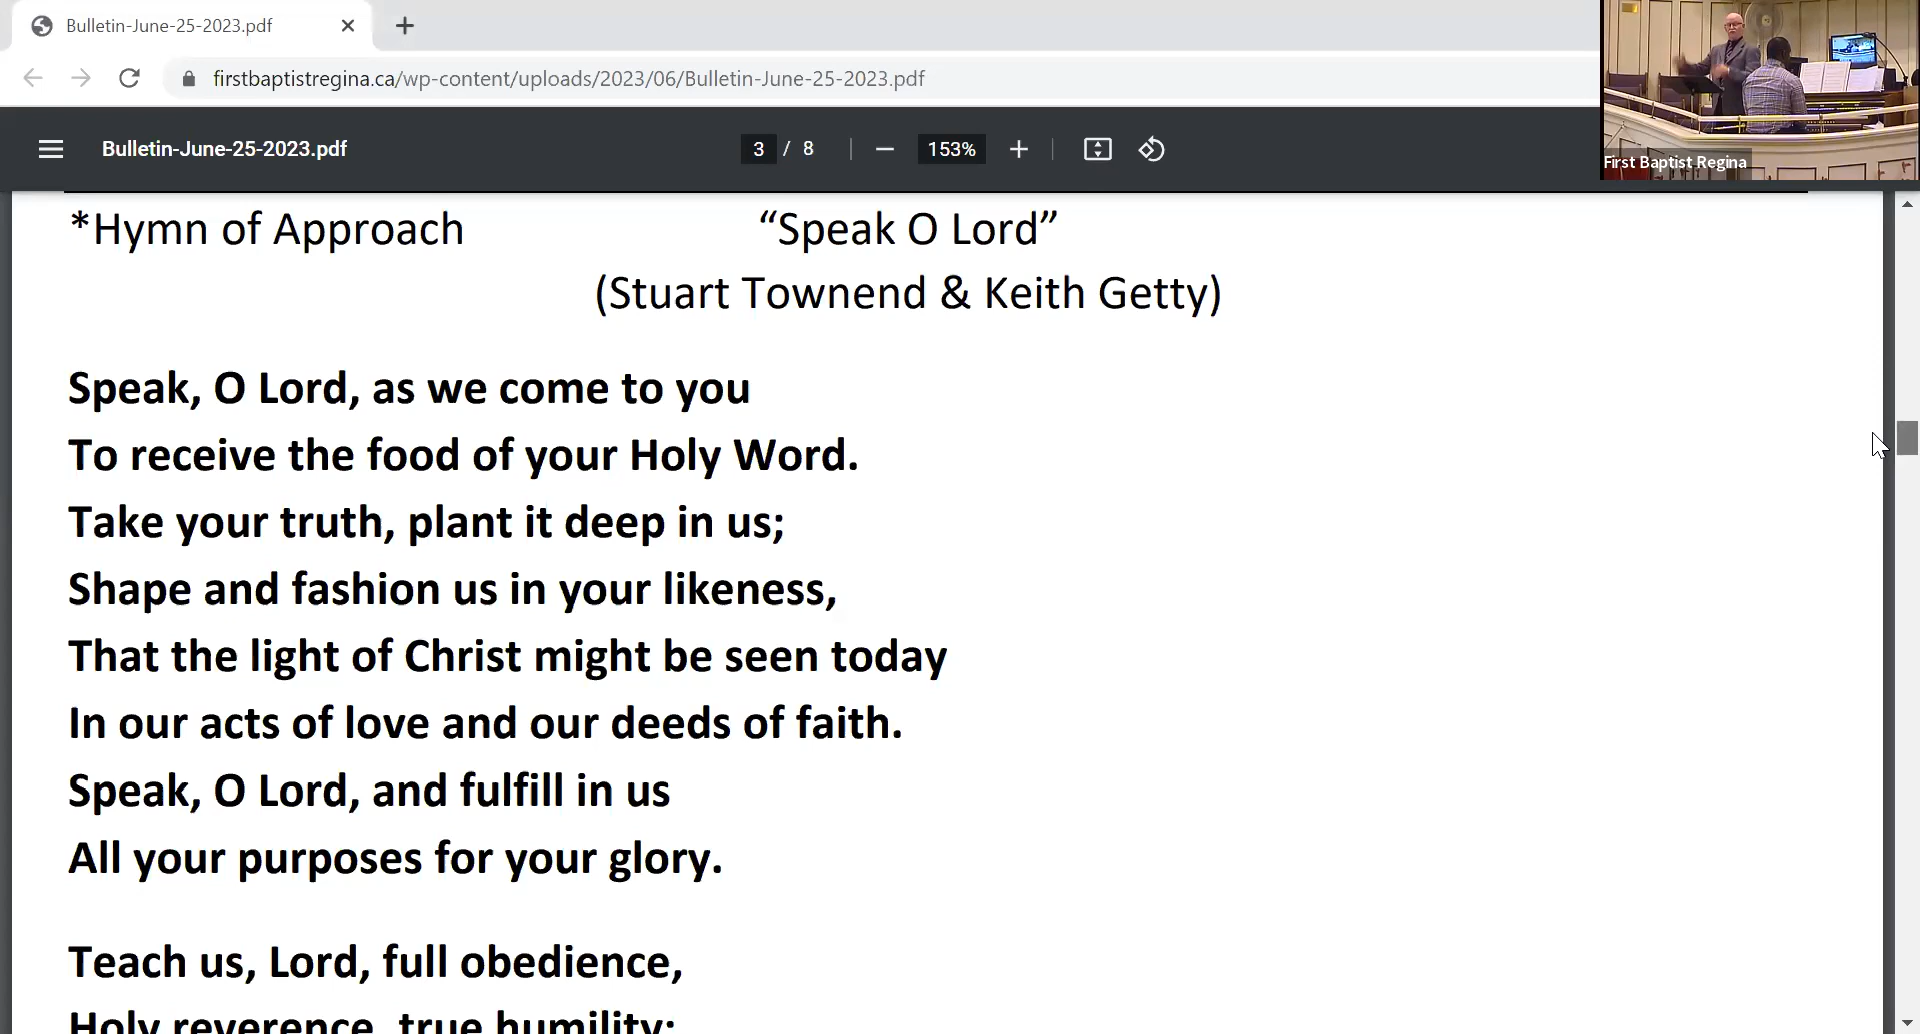 Bulletin-June-25-2023.pdf
firstbaptistregina.ca/wp-content/uploads/2023/06/Bulletin-June-25-2023.pdf
Bulletin-June-25-2023.pdf
3 / 8
153%
First Baptist Regina
*Hymn of Approach “Speak O Lord”
(Stuart Townend & Keith Getty)
Speak, O Lord, as we come to you
To receive the food of your Holy Word.
Take your truth, plant it deep in us;
Shape and fashion us in your likeness,
That the light of Christ might be seen today
In our acts of love and our deeds of faith.
Speak, O Lord, and fulfill in us
All your purposes for your glory.
Teach us, Lord, full obedience,
Holy reverence, true humility;